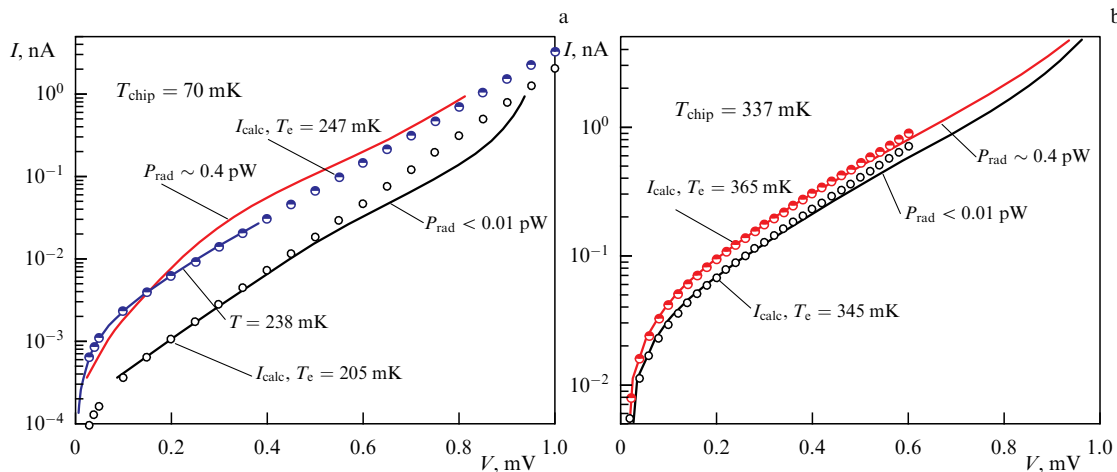 a
I, nA
T_chip = 70 mK
I_calc, T_e = 247 mK
P_rad ∼ 0.4 pW
P_rad < 0.01 pW
T = 238 mK
I_calc, T_e = 205 mK
10^0
10^−1
10^−2
10^−3
10^−4
0 0.2 0.4 0.6 0.8 1.0
V, mV
b
I, nA
T_chip = 337 mK
P_rad ∼ 0.4 pW
I_calc, T_e = 365 mK
P_rad < 0.01 pW
I_calc, T_e = 345 mK
10^0
10^−1
10^−2
0 0.2 0.4 0.6 0.8 1.0
V, mV